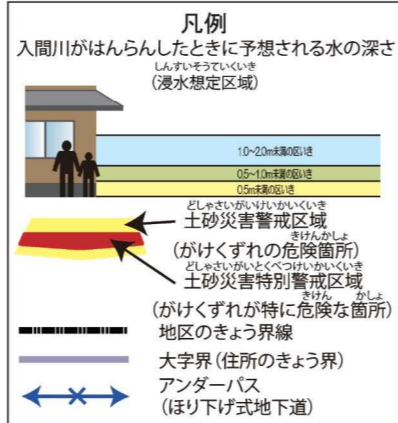 凡例
入間川がはんらんしたときに予想される水の深さ
しんすいそうていくいき
(浸水想定区域)
1.0~2.0m未満の区いき
0.5~1.0m未満の区いき
0.5m未満の区いき
どしゃさいがいけいかいくいき
土砂災害警戒区域
きけんかしょ
(がけくずれの危険箇所)
どしゃさいがいとくべつけいかいくいき
土砂災害特別警戒区域
きけん かしょ
(がけくずれが特に危険な箇所)
地区のきょう界線
大字界(住所のきょう界)
アンダーパス
(ほり下げ式地下道)